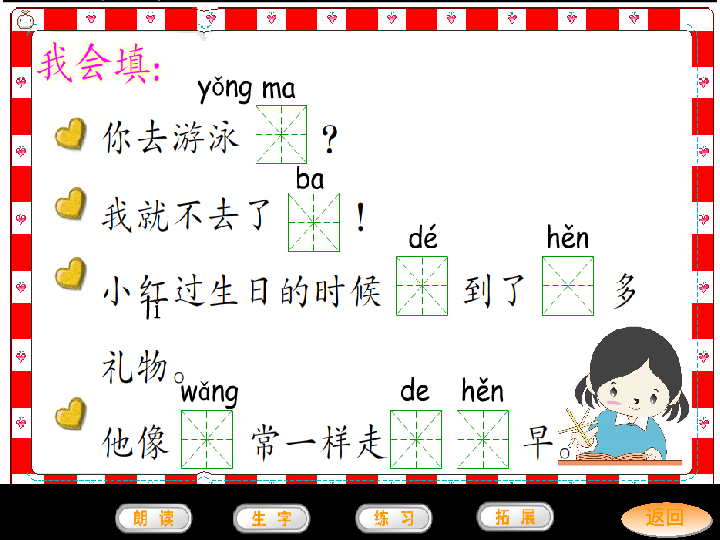 我会填：
yǒng ma
你去游泳 ？
ba
我就不去了 ！
dé hěn
小红过生日的时候 到了 多
礼物。
wǎng de hěn
他像 常一样走 早。
朗读 生字 练习 拓展 返回